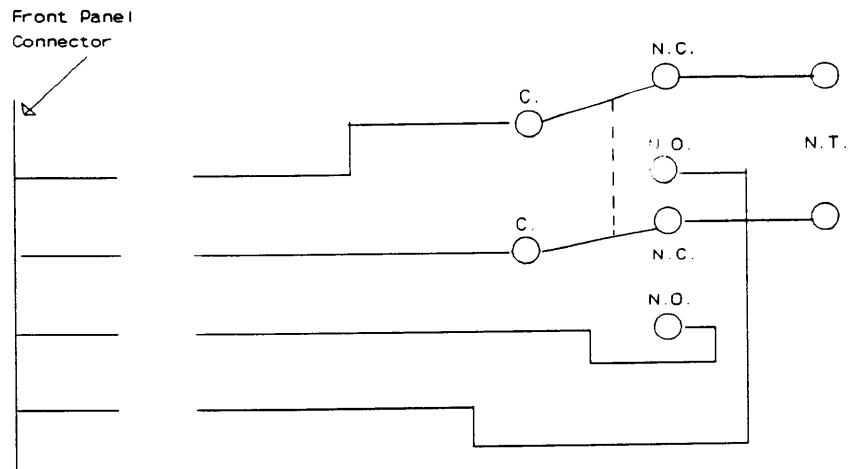 Front Panel
Connector
N.C.
C.
N.O.
N.T.
C.
N.C.
N.O.